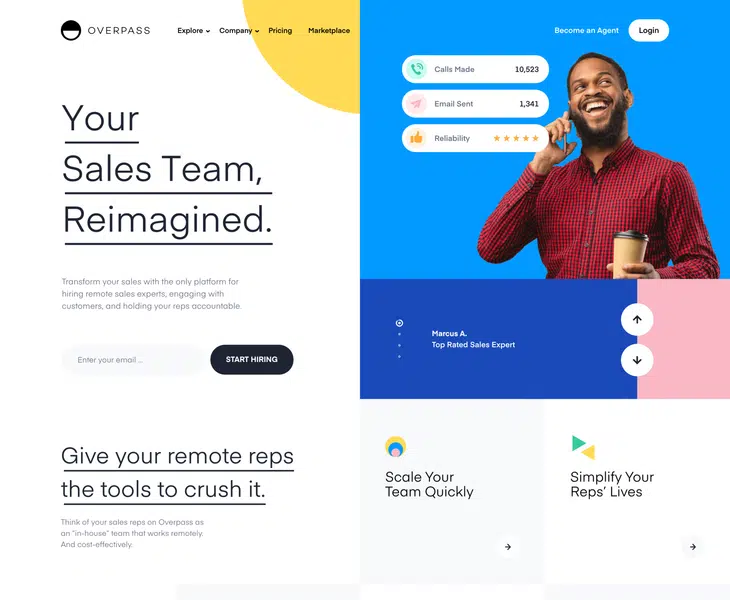 OVERPASS
Explore
Company
Pricing
Marketplace
Become an Agent
Login
Your
Sales Team,
Reimagined.
Transform your sales with the only platform for
hiring remote sales experts, engaging with
customers, and holding your reps accountable.
Enter your email ...
START HIRING
Calls Made 10,523
Email Sent 1,341
Reliability
Marcus A.
Top Rated Sales Expert
Give your remote reps
the tools to crush it.
Think of your sales reps on Overpass as
an "in-house" team that works remotely.
And cost-effectively.
Scale Your
Team Quickly
Simplify Your
Reps' Lives